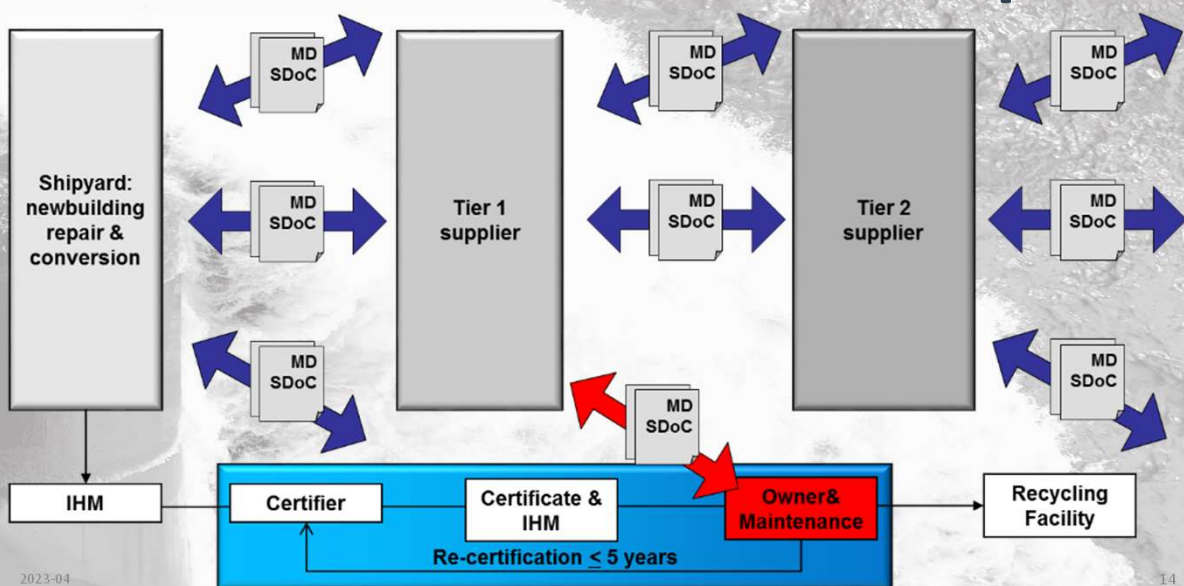 MD
SDoC
MD
SDoC
MD
SDoC
Shipyard:
newbuilding
repair &
conversion
MD
SDoC
Tier 1
supplier
MD
SDoC
Tier 2
supplier
MD
SDoC
MD
SDoC
MD
SDoC
MD
SDoC
IHM
Certifier
Certificate &
IHM
Owner&
Maintenance
Recycling
Facility
Re-certification ≤ 5 years
2023-04
14